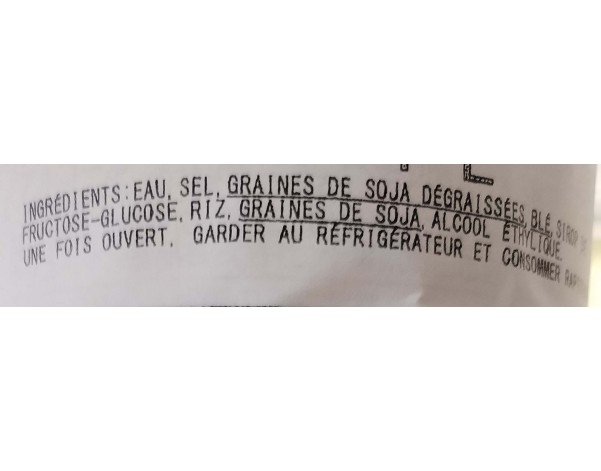 INGRÉDIENTS: EAU, SEL, GRAINES DE SOJA DÉGRAISSÉES, BLÉ, SIROP
FRUCTOSE-GLUCOSE, RIZ, GRAINES DE SOJA, ALCOOL ÉTHYLIQUE.
UNE FOIS OUVERT, GARDER AU RÉFRIGÉRATEUR ET CONSOMMER